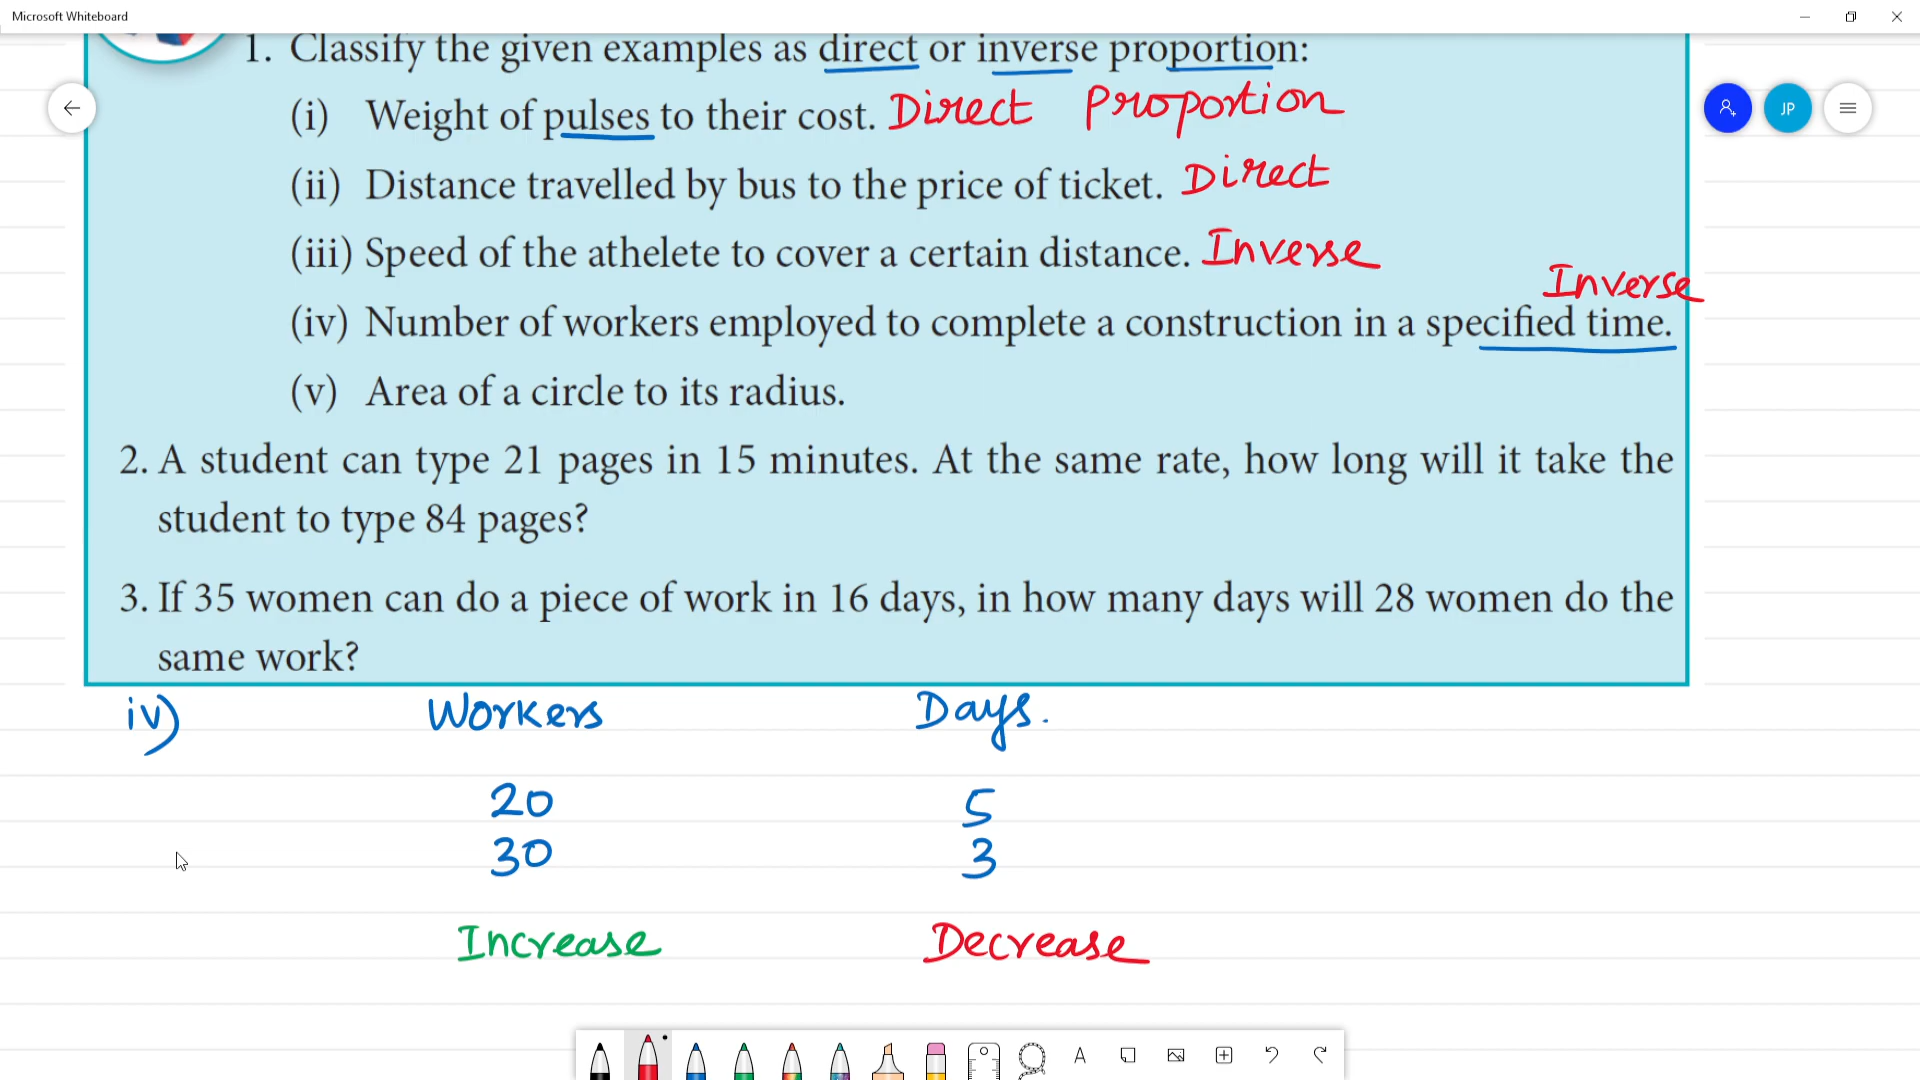 Microsoft Whiteboard
1. Classify the given examples as direct or inverse proportion:
(i) Weight of pulses to their cost. Direct Proportion
JP
(ii) Distance travelled by bus to the price of ticket. Direct
(iii) Speed of the athelete to cover a certain distance. Inverse
Inverse
(iv) Number of workers employed to complete a construction in a specified time.
(v) Area of a circle to its radius.
2. A student can type 21 pages in 15 minutes. At the same rate, how long will it take the
student to type 84 pages?
3. If 35 women can do a piece of work in 16 days, in how many days will 28 women do the
same work?
iv) Workers Days.
20 5
30 3
Increase Decrease
A